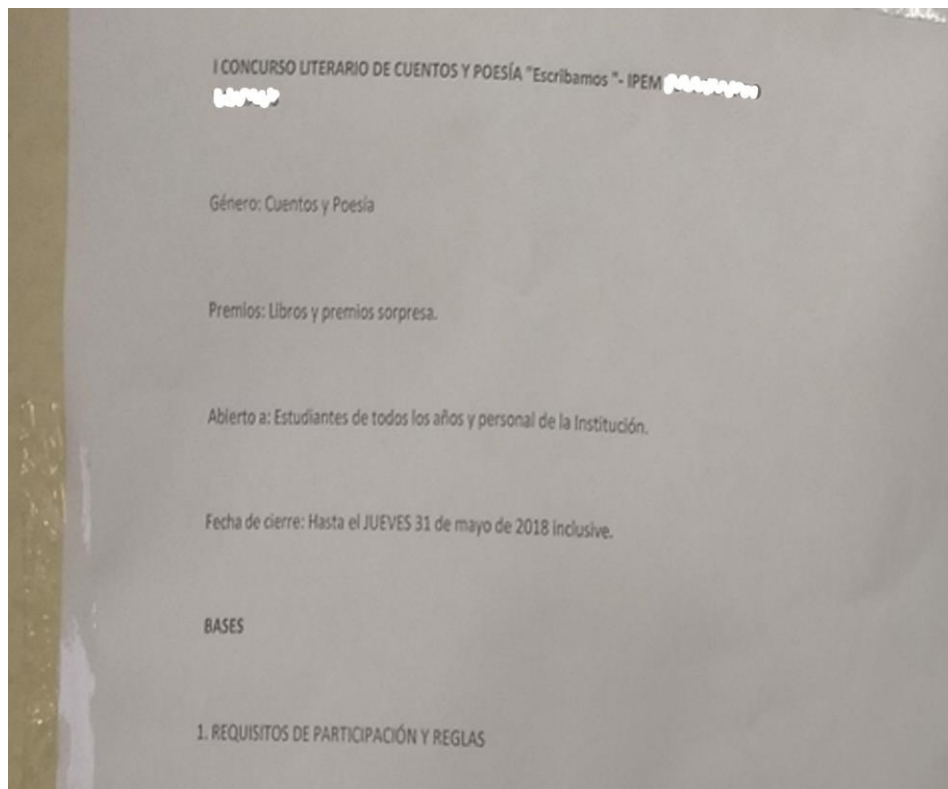 I CONCURSO LITERARIO DE CUENTOS Y POESÍA "Escribamos "- IPEM
Género: Cuentos y Poesía
Premios: Libros y premios sorpresa.
Abierto a: Estudiantes de todos los años y personal de la Institución.
Fecha de cierre: Hasta el JUEVES 31 de mayo de 2018 inclusive.
BASES
1. REQUISITOS DE PARTICIPACIÓN Y REGLAS